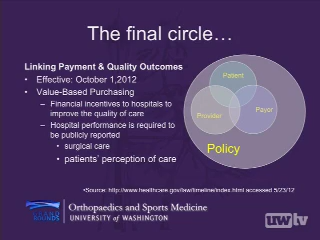 The final circle…
Linking Payment & Quality Outcomes
• Effective: October 1,2012
• Value-Based Purchasing
– Financial incentives to hospitals to
improve the quality of care
– Hospital performance is required to
be publicly reported
• surgical care
• patients' perception of care
Patient
Provider
Payer
Policy
•Source: http://www.healthcare.gov/law/timeline/index.html accessed 5/23/12
GRAND
ROUNDS
Orthopaedics and Sports Medicine
UNIVERSITY of WASHINGTON
uwtv